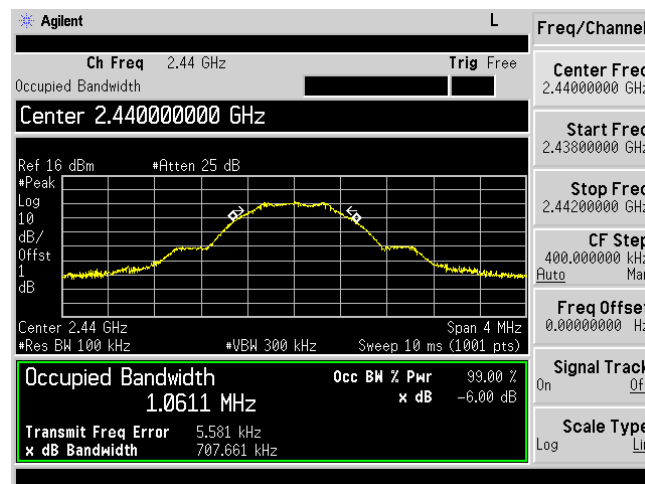 Agilent L
Ch Freq 2.44 GHz Trig Free
Occupied Bandwidth
Center 2.440000000 GHz
Ref 16 dBm #Atten 25 dB
#Peak
Log
10
dB/
Offst
1
dB
Center 2.44 GHz Span 4 MHz
#Res BW 100 kHz #VBW 300 kHz Sweep 10 ms (1001 pts)
Occupied Bandwidth Occ BW % Pwr 99.00 %
1.0611 MHz x dB -6.00 dB
Transmit Freq Error 5.581 kHz
x dB Bandwidth 707.661 kHz
Freq/Channel
Center Freq
2.44000000 GHz
Start Freq
2.43800000 GHz
Stop Freq
2.44200000 GHz
CF Step
400.000000 kHz
Auto Man
Freq Offset
0.00000000 Hz
Signal Track
On Off
Scale Type
Log Lin